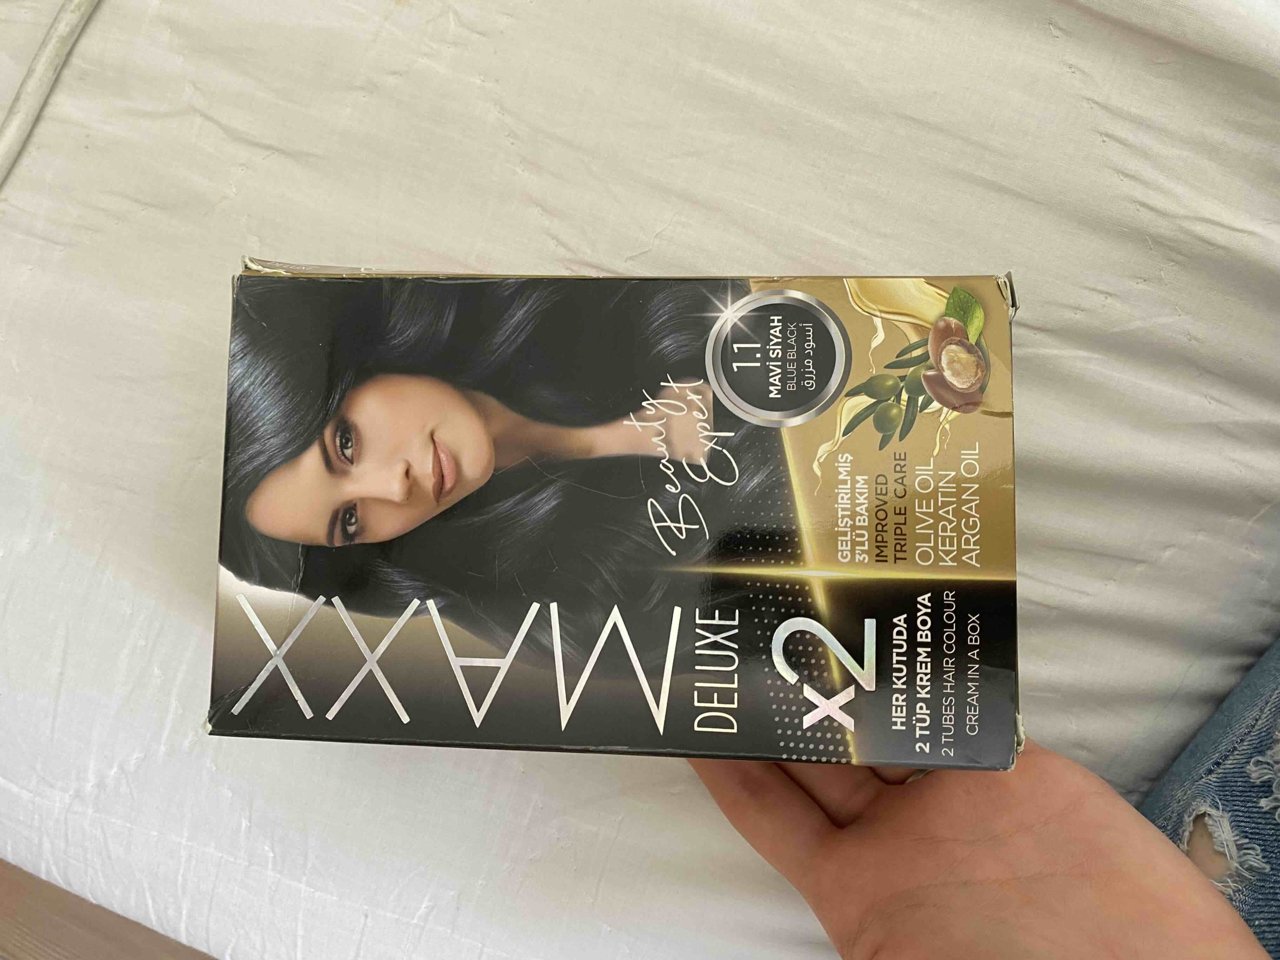 MAXX
DELUXE
Beauty
Expert
1.1
MAVİ SİYAH
BLUE BLACK
أسود مزرق
x2
HER KUTUDA
2 TÜP KREM BOYA
2 TUBES HAIR COLOUR
CREAM IN A BOX
GELİŞTİRİLMİŞ
3'LÜ BAKIM
IMPROVED
TRIPLE CARE
OLIVE OIL
KERATIN
ARGAN OIL